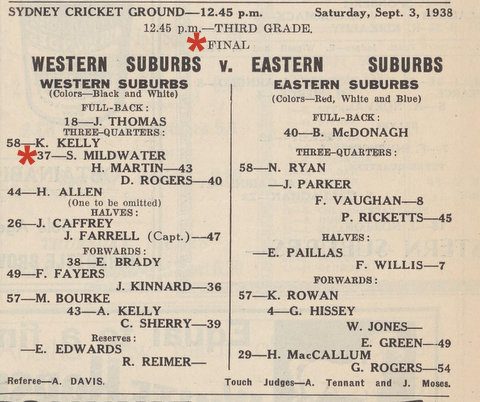 SYDNEY CRICKET GROUND—12.45 p.m. Saturday, Sept. 3, 1938
12.45 p.m.—THIRD GRADE.
*FINAL
WESTERN SUBURBS v. EASTERN SUBURBS
WESTERN SUBURBS
(Colors—Black and White)
FULL-BACK:
18—J. THOMAS
THREE-QUARTERS:
58—K. KELLY
*37—S. MILDWATER
H. MARTIN—43
D. ROGERS—40
44—H. ALLEN
(One to be omitted)
HALVES:
26—J. CAFFREY
J. FARRELL (Capt.)—47
FORWARDS:
38—E. BRADY
49—F. FAYERS
J. KINNARD—36
57—M. BOURKE
43—A. KELLY
C. SHERRY—39
Reserves:
—E. EDWARDS
R. REIMER—
EASTERN SUBURBS
(Colors—Red, White and Blue)
FULL-BACK:
40—B. McDONAGH
THREE-QUARTERS:
58—N. RYAN
—J. PARKER
F. VAUGHAN—8
P. RICKETTS—45
HALVES:
—E. PAILLAS
F. WILLIS—7
FORWARDS:
57—K. ROWAN
4—G. HISSEY
W. JONES—
E. GREEN—49
29—H. MacCALLUM
G. ROGERS—54
Referee—A. DAVIS. Touch Judges—A. Tennant and J. Moses.